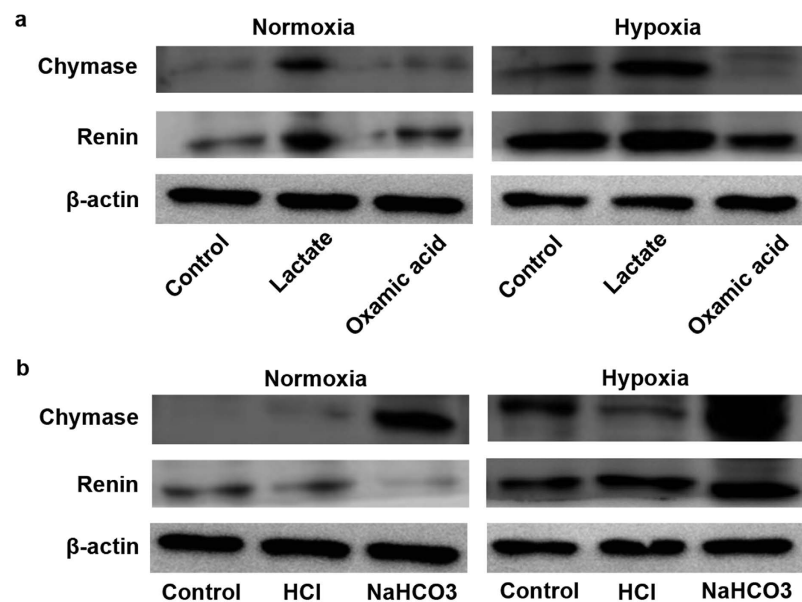 a
Normoxia Hypoxia
Chymase
Renin
β-actin
Control Lactate Oxamic acid Control Lactate Oxamic acid
b
Normoxia Hypoxia
Chymase
Renin
β-actin
Control HCl NaHCO3 Control HCl NaHCO3